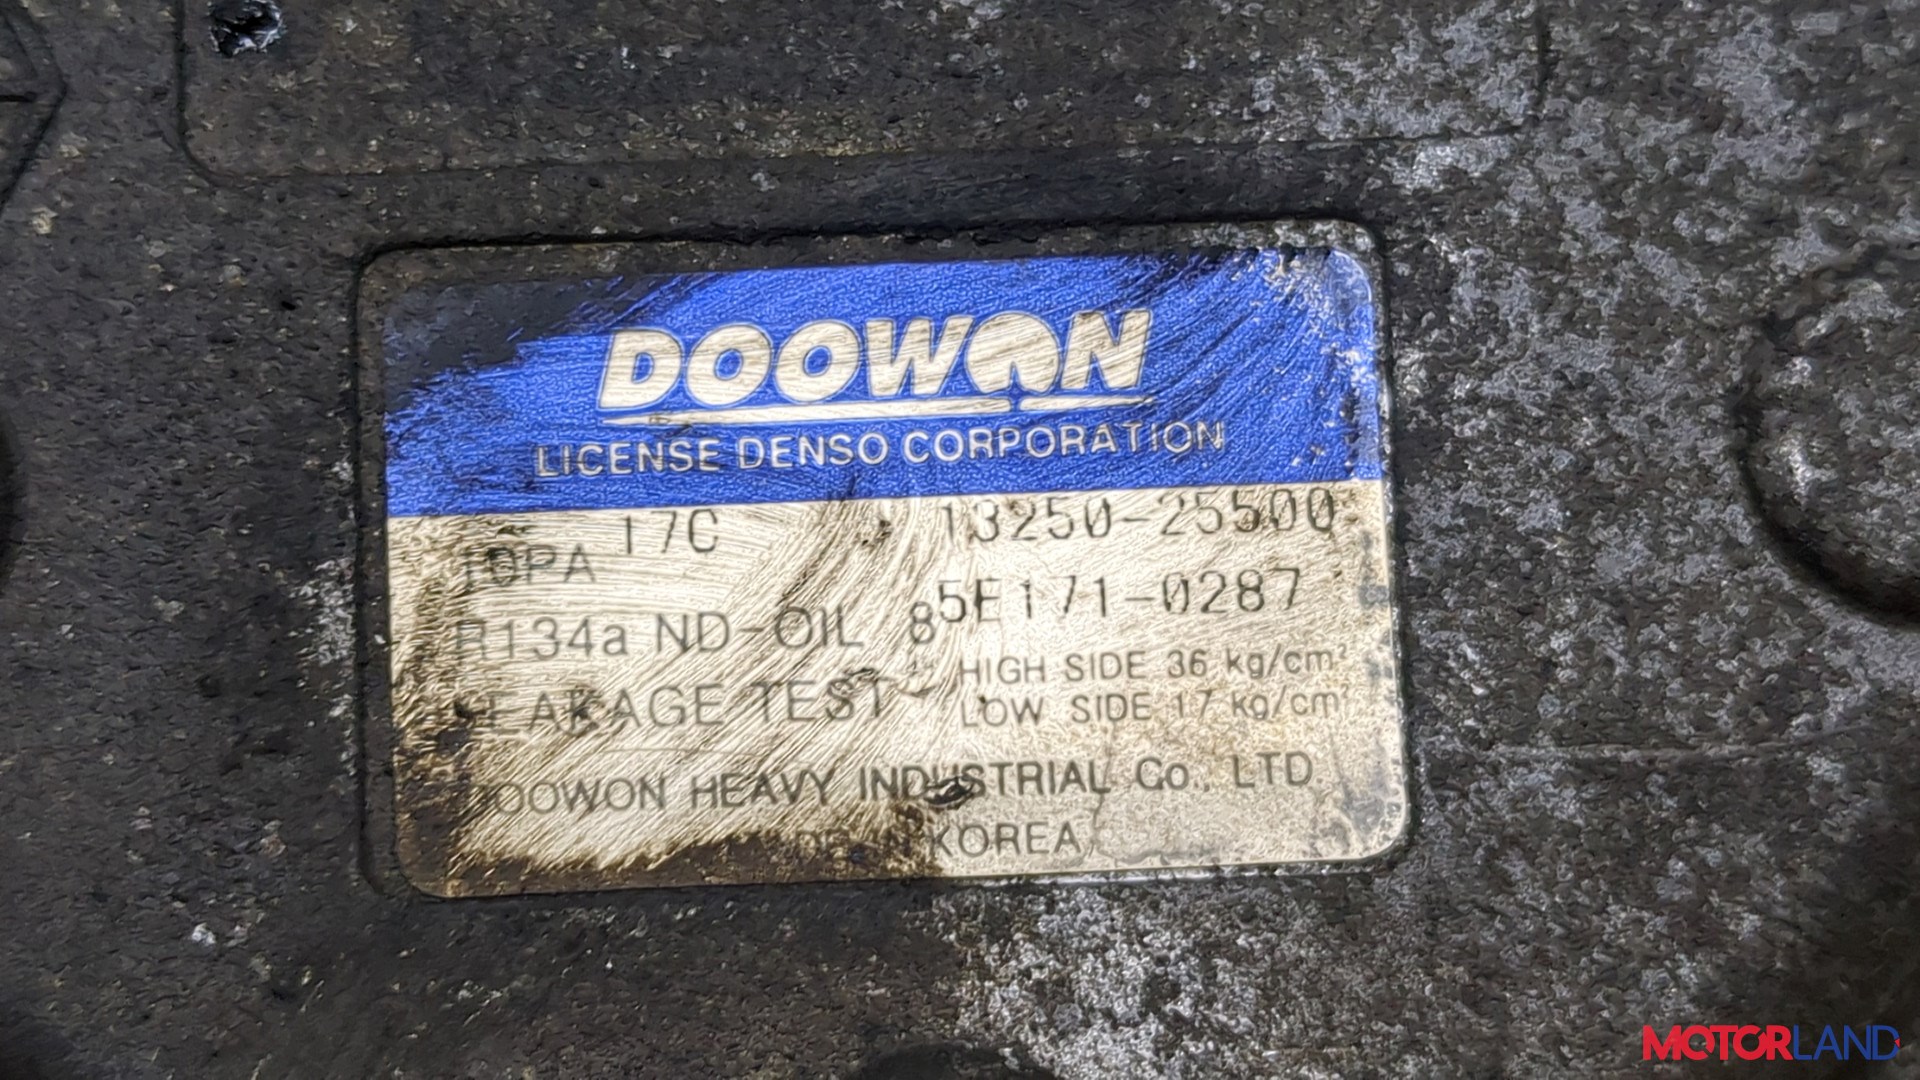 DOOWON
LICENSE DENSO CORPORATION
10PA 17C 13250-25500
R134a ND-OIL 8 5E171-0287
LEAKAGE TEST HIGH SIDE 36 kg/cm²
LOW SIDE 17 kg/cm²
DOOWON HEAVY INDUSTRIAL Co., LTD.
KOREA
MOTORLAND